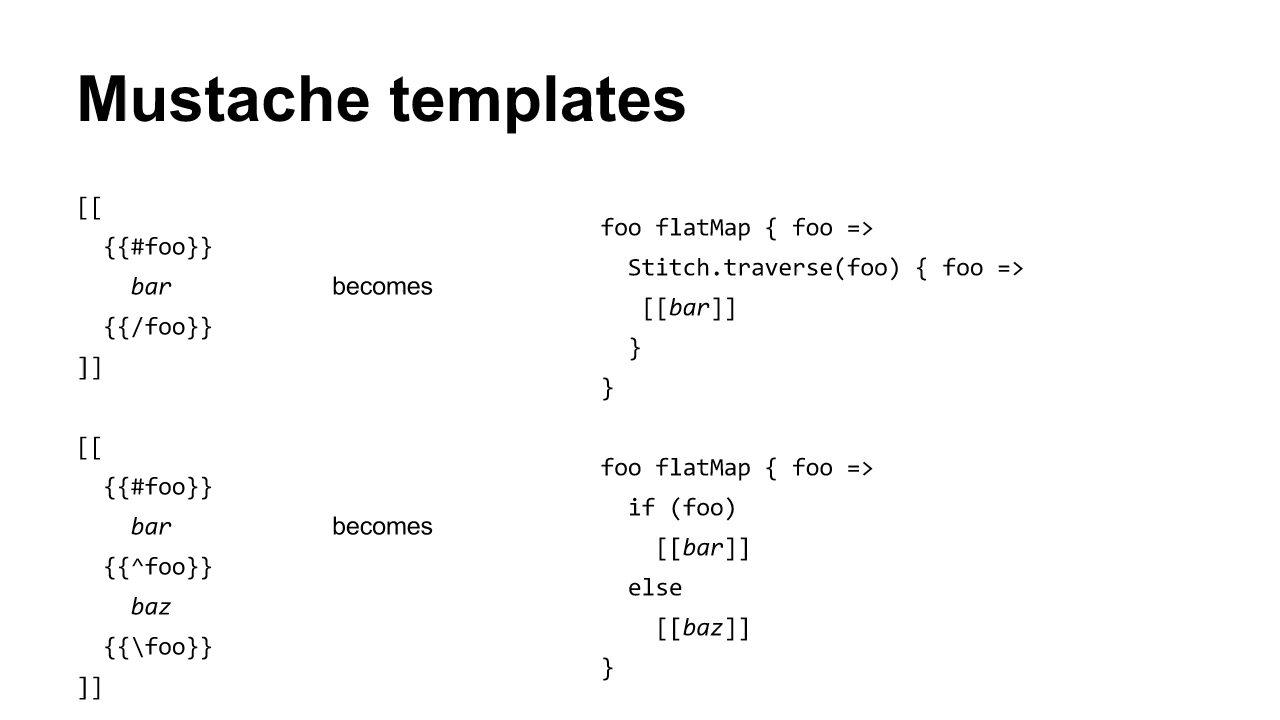 Mustache templates
[[
{{#foo}}
bar
{{/foo}}
]]
becomes
foo flatMap { foo =>
Stitch.traverse(foo) { foo =>
[[bar]]
}
}
[[
{{#foo}}
bar
{{^foo}}
baz
{{\foo}}
]]
becomes
foo flatMap { foo =>
if (foo)
[[bar]]
else
[[baz]]
}